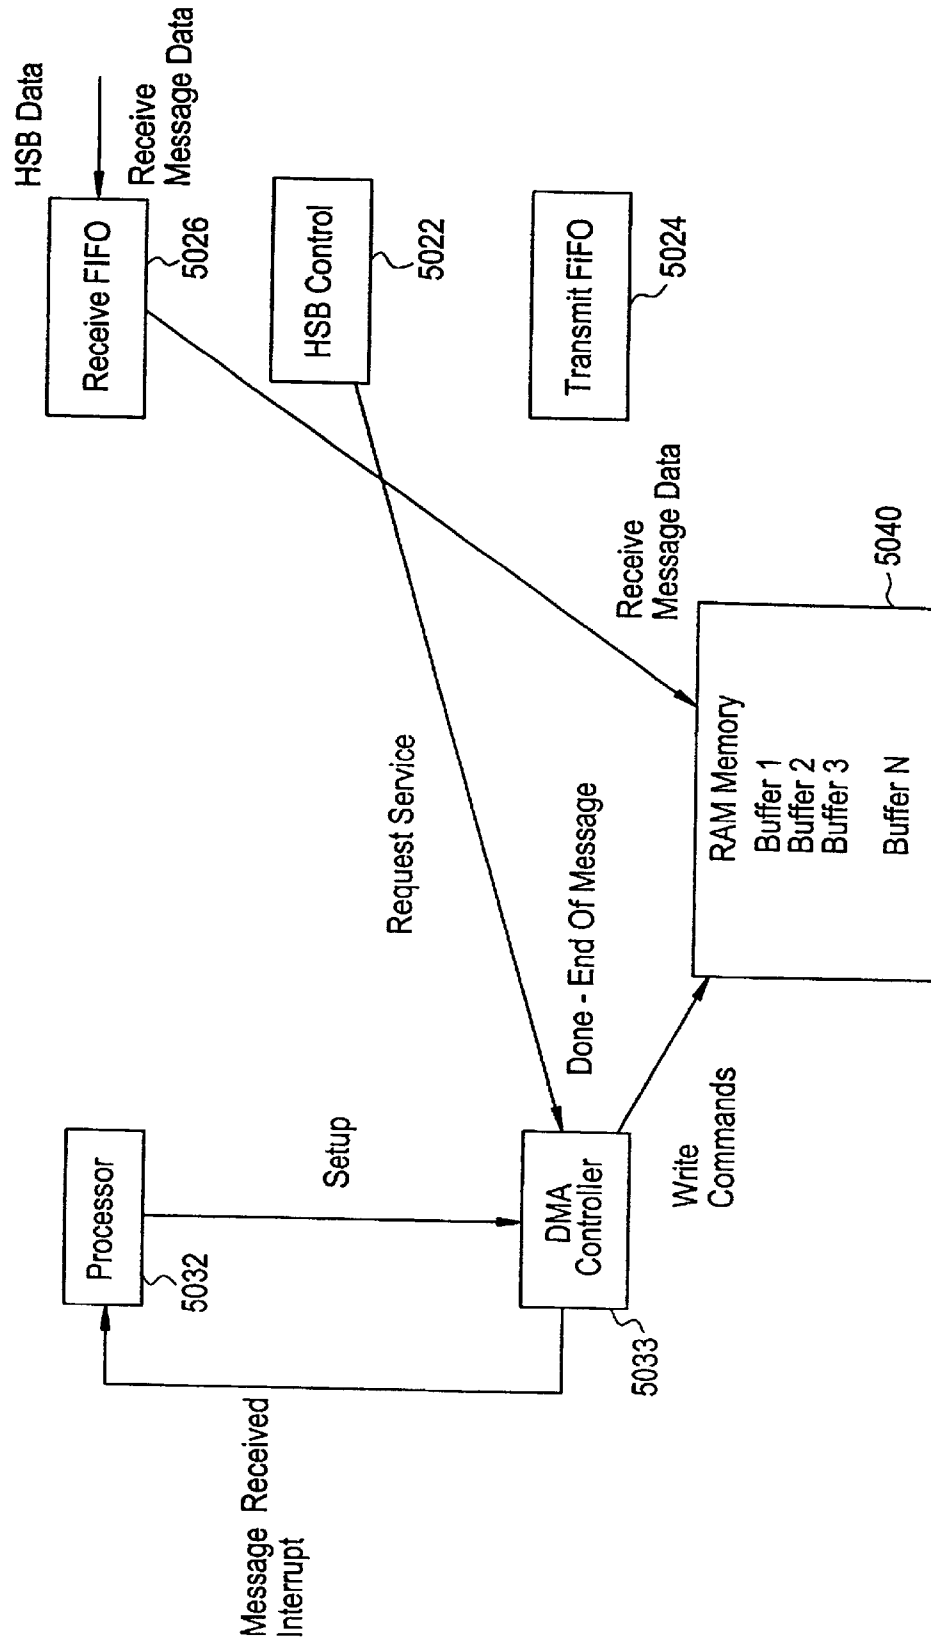 Message Received
Interrupt
Processor
5032
Setup
DMA
Controller
5033
Write
Commands
Done - End Of Message
Request Service
RAM Memory
Buffer 1
Buffer 2
Buffer 3
Buffer N
5040
Receive
Message Data
HSB Data
Receive
Message Data
Receive FIFO
5026
HSB Control
5022
Transmit FiFO
5024